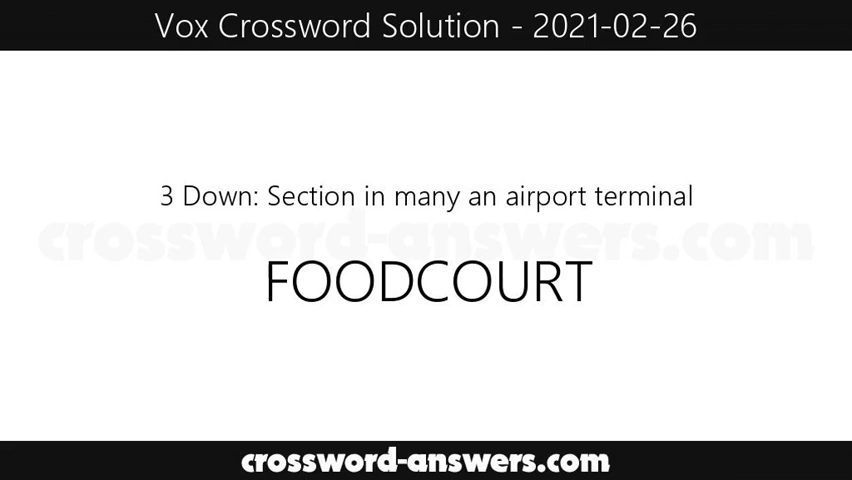 Vox Crossword Solution - 2021-02-26
3 Down: Section in many an airport terminal
crossword-answers.com
FOODCOURT
crossword-answers.com